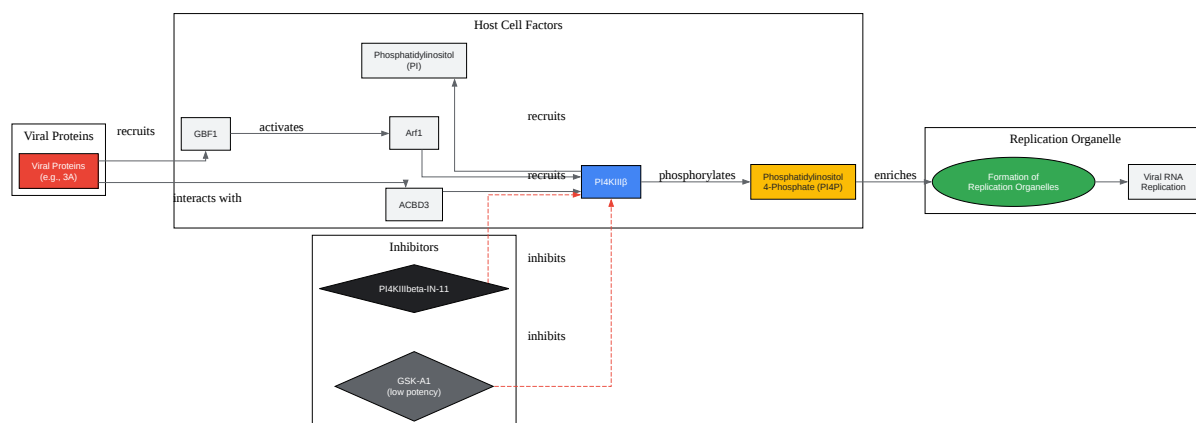 Host Cell Factors
Phosphatidylinositol
(PI)
recruits
Viral Proteins
recruits
GBF1
activates
Arf1
Replication Organelle
Viral Proteins
(e.g., 3A)
interacts with
ACBD3
recruits
PI4KIIIβ
phosphorylates
Phosphatidylinositol
4-Phosphate (PI4P)
enriches
Formation of
Replication Organelles
Viral RNA
Replication
Inhibitors
inhibits
PI4KIIIbeta-IN-11
inhibits
GSK-A1
(low potency)